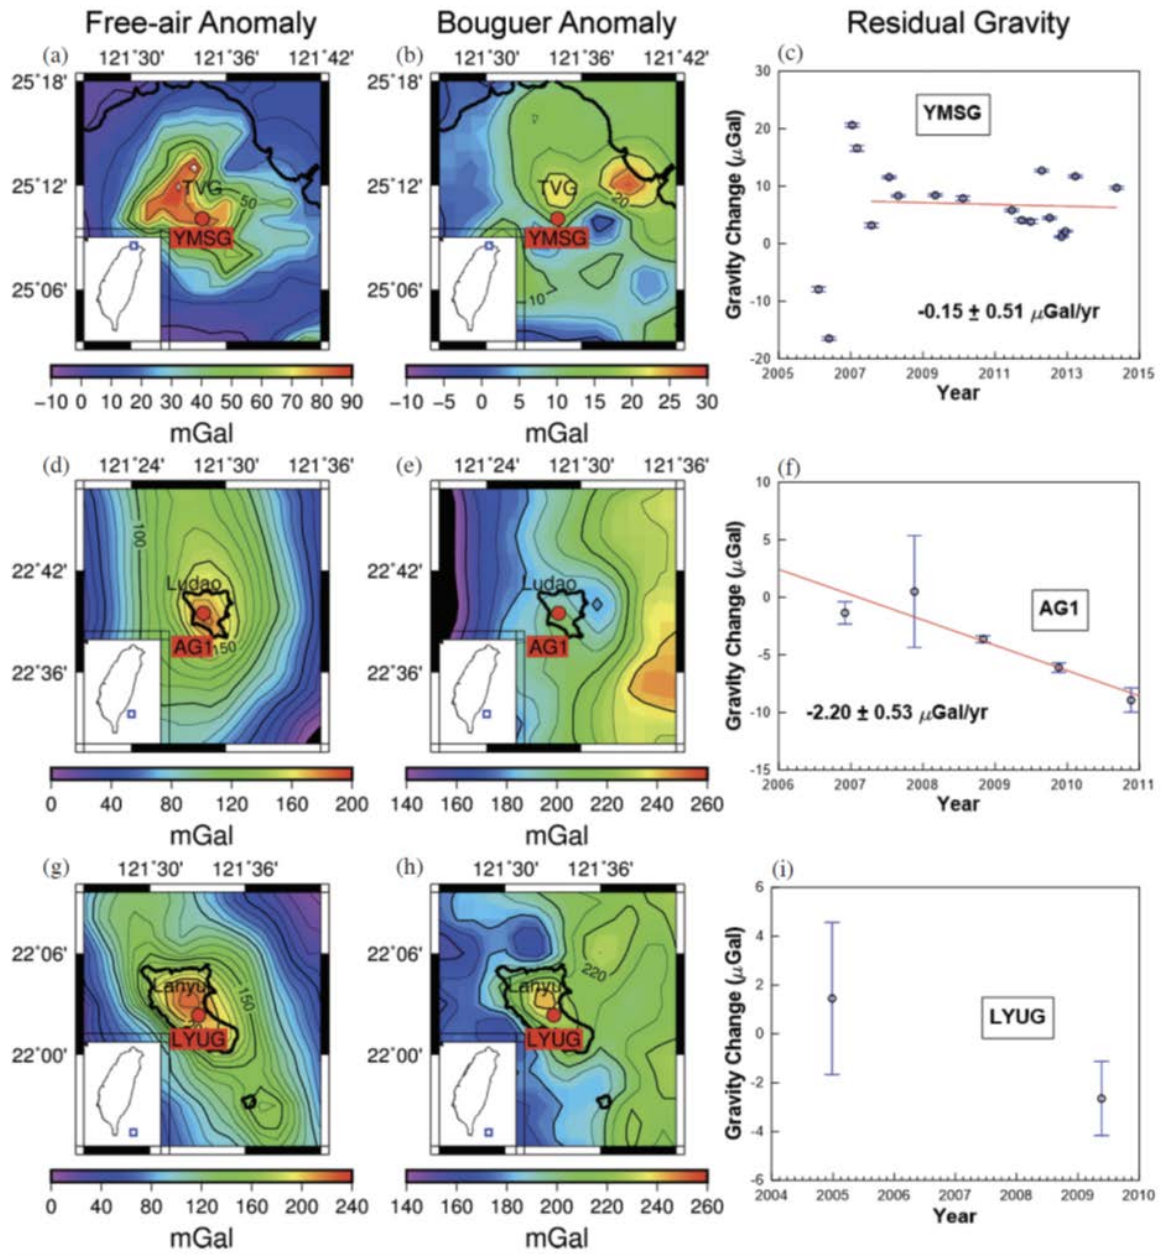 Free-air Anomaly
Bouguer Anomaly
Residual Gravity
(a)
121˚30' 121˚36' 121˚42'
25˚18'
25˚12'
25˚06'
TVG
50
YMSG
−10 0 10 20 30 40 50 60 70 80 90
mGal
(b)
121˚30' 121˚36' 121˚42'
25˚18'
25˚12'
25˚06'
TVG
20
YMSG
10
−10 −5 0 5 10 15 20 25 30
mGal
(c)
Gravity Change (μGal)
30
20
10
0
-10
-20
YMSG
-0.15 ± 0.51 μGal/yr
2005 2007 2009 2011 2013 2015
Year
(d)
121˚24' 121˚30' 121˚36'
22˚42'
22˚36'
100
Ludao
AG1
150
0 40 80 120 160 200
mGal
(e)
121˚24' 121˚30' 121˚36'
22˚42'
22˚36'
Ludao
AG1
140 160 180 200 220 240 260
mGal
(f)
Gravity Change (μGal)
10
5
0
-5
-10
-15
AG1
-2.20 ± 0.53 μGal/yr
2006 2007 2008 2009 2010 2011
Year
(g)
121˚30' 121˚36'
22˚06'
22˚00'
Lanyu
150
LYUG
0 40 80 120 160 200 240
mGal
(h)
121˚30' 121˚36'
22˚06'
22˚00'
220
Lanyu
LYUG
140 160 180 200 220 240 260
mGal
(i)
Gravity Change (μGal)
6
4
2
0
-2
-4
-6
LYUG
2004 2005 2006 2007 2008 2009 2010
Year